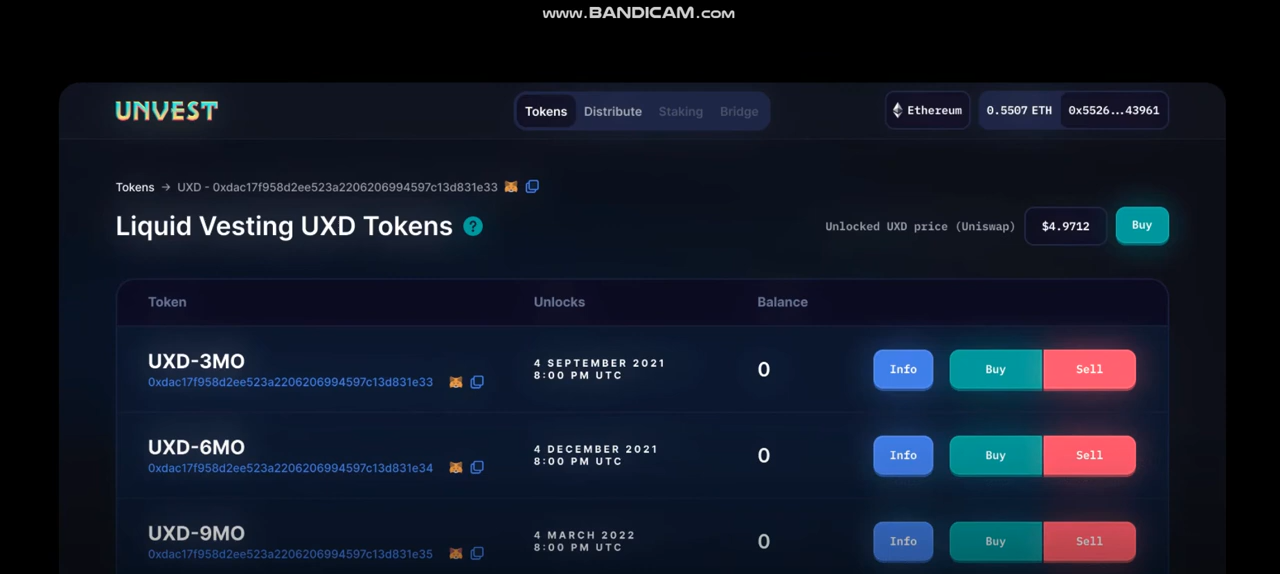 www.BANDICAM.com
UNVEST
Tokens Distribute Staking Bridge
Ethereum
0.5507 ETH 0x5526...43961
Tokens → UXD - 0xdac17f958d2ee523a2206206994597c13d831e33
Liquid Vesting UXD Tokens ?
Unlocked UXD price (Uniswap) $4.9712 Buy
Token Unlocks Balance
UXD-3MO
0xdac17f958d2ee523a2206206994597c13d831e33
4 SEPTEMBER 2021
8:00 PM UTC
0
Info Buy Sell
UXD-6MO
0xdac17f958d2ee523a2206206994597c13d831e34
4 DECEMBER 2021
8:00 PM UTC
0
Info Buy Sell
UXD-9MO
0xdac17f958d2ee523a2206206994597c13d831e35
4 MARCH 2022
8:00 PM UTC
0
Info Buy Sell